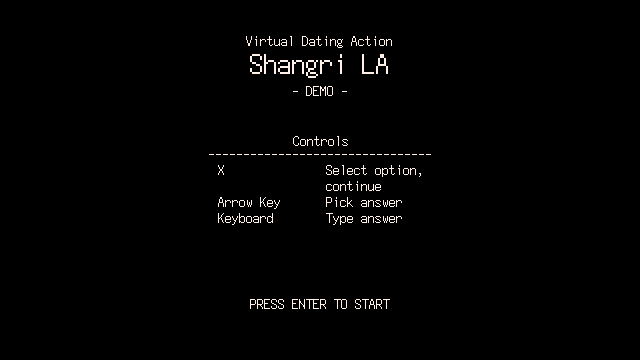 Virtual Dating Action
Shangri LA
- DEMO -
Controls
--------------------------------
X Select option,
continue
Arrow Key Pick answer
Keyboard Type answer
PRESS ENTER TO START